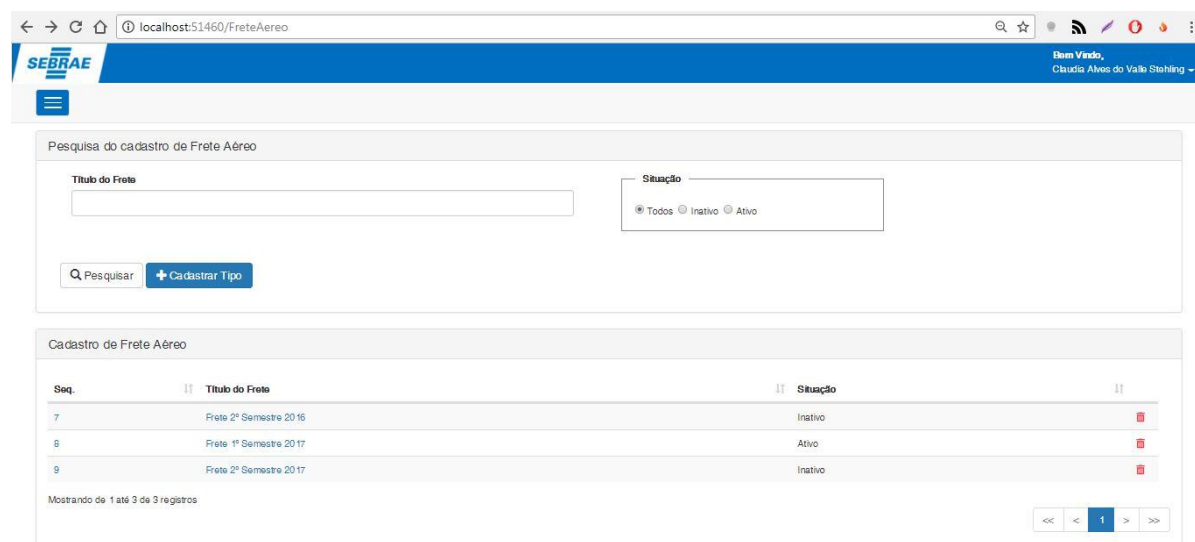 localhost:51460/FreteAereo
SEBRAE
Bem Vindo,
Claudia Alves do Valle Stehling
Pesquisa do cadastro de Frete Aéreo
Título do Frete
Situação
Todos Inativo Ativo
Pesquisar
Cadastrar Tipo
Cadastro de Frete Aéreo
Seq. Título do Frete Situação
7 Frete 2º Semestre 2016 Inativo
8 Frete 1º Semestre 2017 Ativo
9 Frete 2º Semestre 2017 Inativo
Mostrando de 1 até 3 de 3 registros
<< < 1 > >>